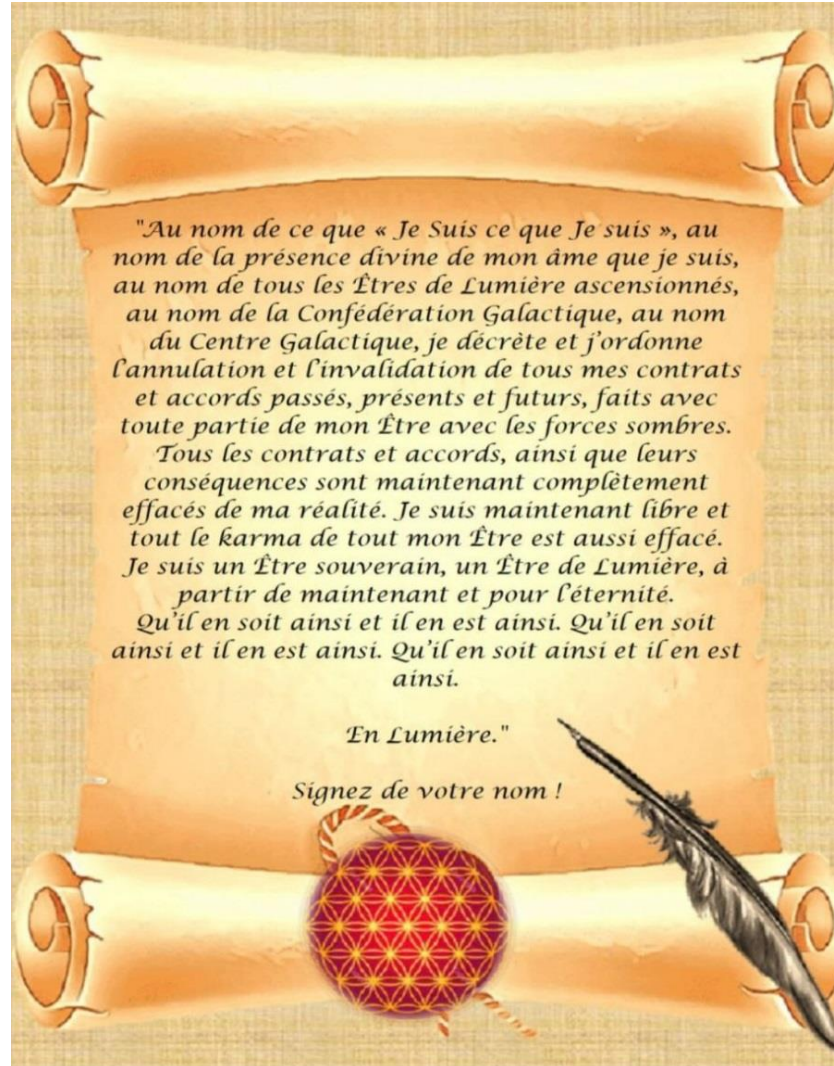 "Au nom de ce que « Je Suis ce que Je suis », au
nom de la présence divine de mon âme que je suis,
au nom de tous les Êtres de Lumière ascensionnés,
au nom de la Confédération Galactique, au nom
du Centre Galactique, je décrète et j'ordonne
l'annulation et l'invalidation de tous mes contrats
et accords passés, présents et futurs, faits avec
toute partie de mon Être avec les forces sombres.
Tous les contrats et accords, ainsi que leurs
conséquences sont maintenant complètement
effacés de ma réalité. Je suis maintenant libre et
tout le karma de tout mon Être est aussi effacé.
Je suis un Être souverain, un Être de Lumière, à
partir de maintenant et pour l'éternité.
Qu'il en soit ainsi et il en est ainsi. Qu'il en soit
ainsi et il en est ainsi. Qu'il en soit ainsi et il en est
ainsi.
En Lumière."
Signez de votre nom !